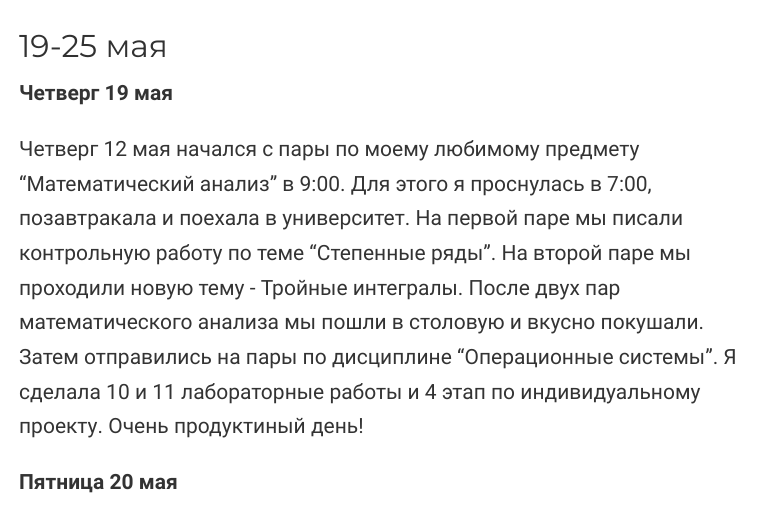 19-25 мая
Четверг 19 мая
Четверг 12 мая начался с пары по моему любимому предмету
“Математический анализ” в 9:00. Для этого я проснулась в 7:00,
позавтракала и поехала в университет. На первой паре мы писали
контрольную работу по теме “Степенные ряды”. На второй паре мы
проходили новую тему - Тройные интегралы. После двух пар
математического анализа мы пошли в столовую и вкусно покушали.
Затем отправились на пары по дисциплине “Операционные системы”. Я
сделала 10 и 11 лабораторные работы и 4 этап по индивидуальному
проекту. Очень продуктиный день!
Пятница 20 мая